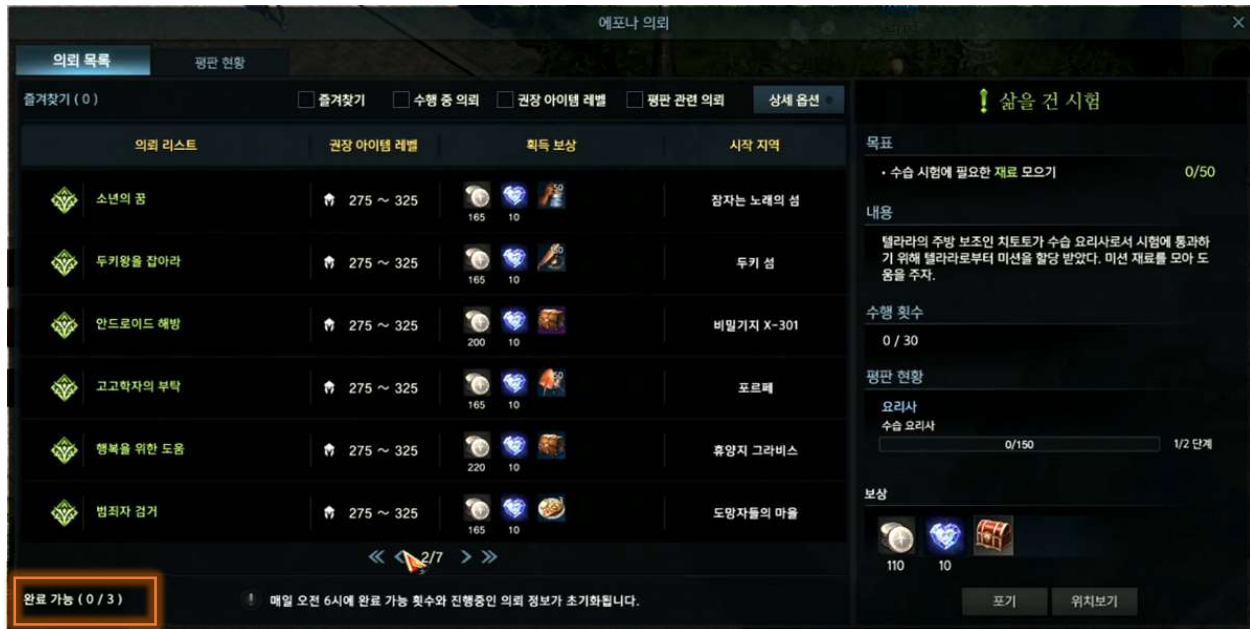 에포나 의뢰
의뢰 목록 평판 현황
즐겨찾기 ( 0 ) 즐겨찾기 수행 중 의뢰 권장 아이템 레벨 평판 관련 의뢰 상세 옵션
의뢰 리스트 권장 아이템 레벨 획득 보상 시작 지역
소년의 꿈 275 ~ 325 165 10 50 잠자는 노래의 섬
두키왕을 잡아라 275 ~ 325 165 10 두키 섬
안드로이드 해방 275 ~ 325 200 10 비밀기지 X-301
고고학자의 부탁 275 ~ 325 165 10 50 포르페
행복을 위한 도움 275 ~ 325 220 10 휴양지 그라비스
범죄자 검거 275 ~ 325 165 10 도망자들의 마을
2/7
완료 가능 ( 0 / 3 ) 매일 오전 6시에 완료 가능 횟수와 진행중인 의뢰 정보가 초기화됩니다.
삶을 건 시험
목표
• 수습 시험에 필요한 재료 모으기 0/50
내용
텔라라의 주방 보조인 치토토가 수습 요리사로서 시험에 통과하
기 위해 텔라라로부터 미션을 할당 받았다. 미션 재료를 모아 도
움을 주자.
수행 횟수
0 / 30
평판 현황
요리사
수습 요리사
0/150 1/2 단계
보상
110 10
포기 위치보기